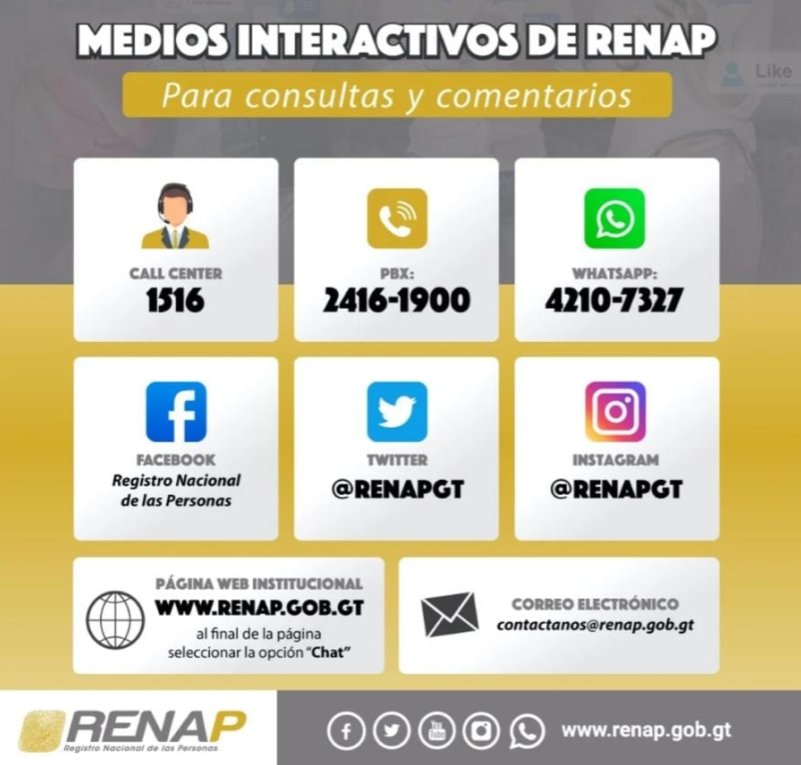 MEDIOS INTERACTIVOS DE RENAP
Para consultas y comentarios
Like
CALL CENTER
1516
PBX:
2416-1900
WHATSAPP:
4210-7327
FACEBOOK
Registro Nacional
de las Personas
TWITTER
@RENAPGT
INSTAGRAM
@RENAPGT
PÁGINA WEB INSTITUCIONAL
WWW.RENAP.GOB.GT
al final de la página
seleccionar la opción "Chat"
CORREO ELECTRÓNICO
contactanos@renap.gob.gt
RENAP
Registro Nacional de las Personas
You Tube
www.renap.gob.gt